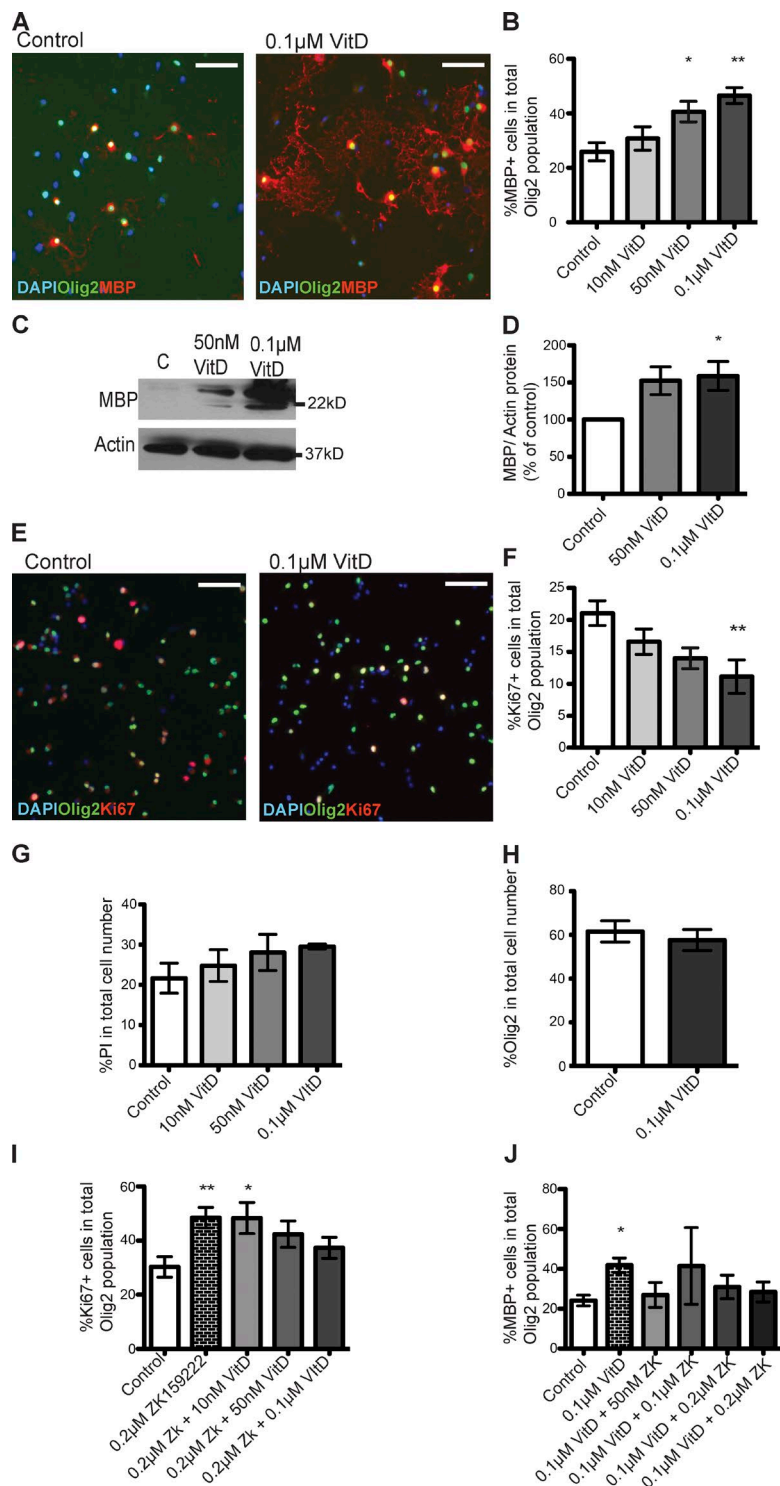 A
Control
0.1µM VitD
DAPIOlig2MBP
DAPIOlig2MBP
B
%MBP+ cells in total
Olig2 population
60
40
20
0
*
**
Control
10nM VitD
50nM VitD
0.1µM VitD
C
C
50nM
VitD
0.1µM
VitD
MBP
22kD
Actin
37kD
D
MBP/ Actin protein
(% of control)
200
150
100
50
0
*
Control
50nM VitD
0.1µM VItD
E
Control
0.1µM VitD
DAPIOlig2Ki67
DAPIOlig2Ki67
F
%Ki67+ cells in total
Olig2 population
25
20
15
10
5
0
**
Control
10nM VitD
50nM VitD
0.1µM VItD
G
%PI in total cell number
40
30
20
10
0
Control
10nM VitD
50nM VitD
0.1µM VitD
H
%Olig2 in total cell number
80
60
40
20
0
Control
0.1µM VItD
I
%Ki67+ cells in total
Olig2 population
60
40
20
0
**
*
Control
0.2µM ZK159222
0.2µM Zk + 10nM VitD
0.2µM Zk + 50nM VitD
0.2µM Zk + 0.1µM VitD
J
%MBP+ cells in total
Olig2 population
80
60
40
20
0
*
Control
0.1µM VitD
0.1µM VitD + 50nM ZK
0.1µM VitD + 0.1µM ZK
0.1µM VitD + 0.2µM ZK
0.1µM VitD + 0.2µM ZK